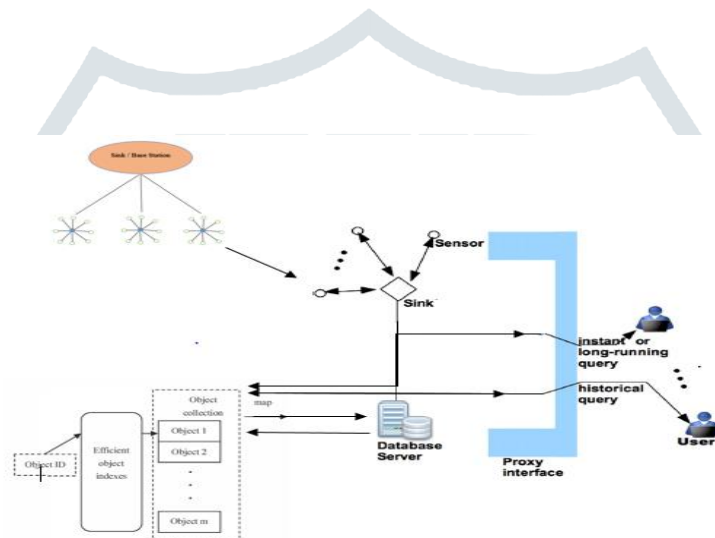 Sink / Base Station
Sensor
Sink
instant or
long-running
query
historical
query
User
Object
collection
map
Object 1
Object 2
Object m
Efficient
object
indexes
Object ID
Database
Server
Proxy
interface